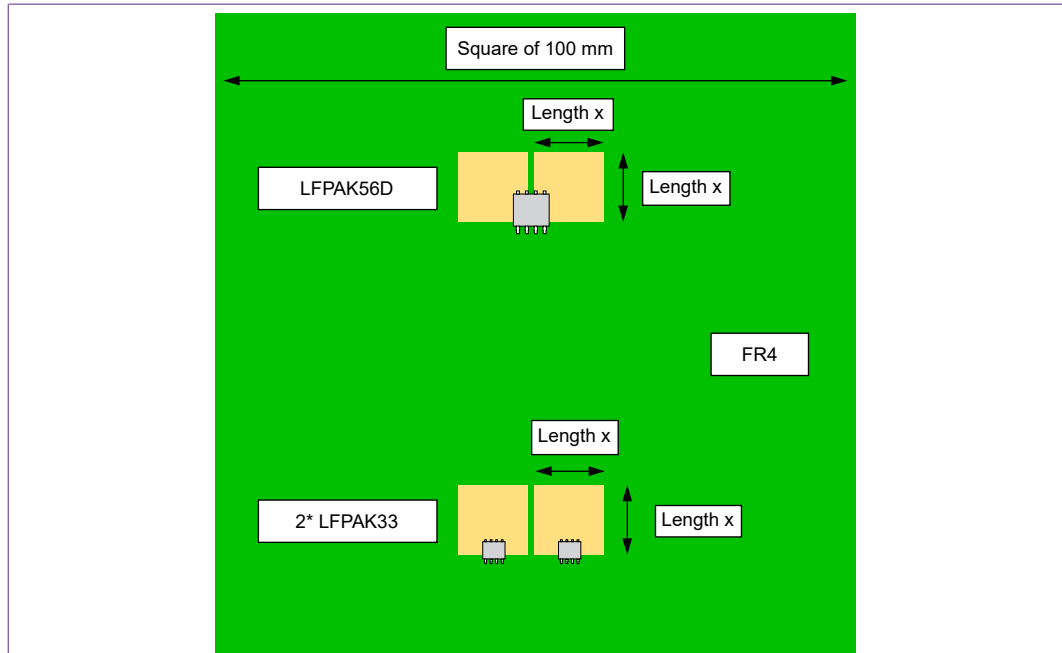 Square of 100 mm
Length x
LFPAK56D
Length x
FR4
Length x
2* LFPAK33
Length x